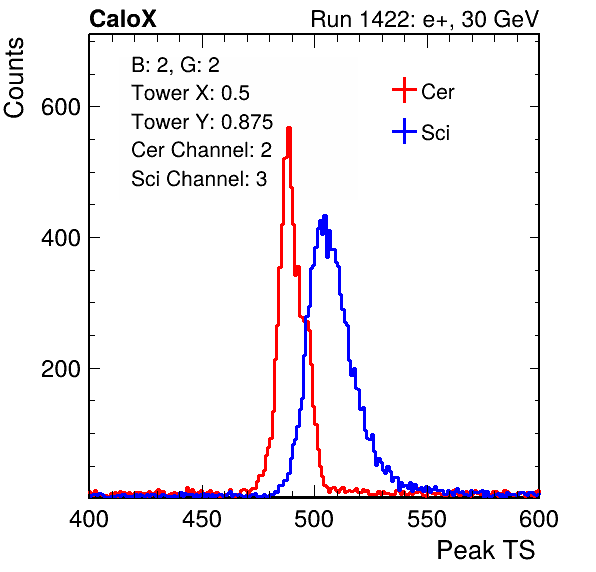 CaloX Run 1422: e+, 30 GeV
Counts
B: 2, G: 2
Tower X: 0.5
Tower Y: 0.875
Cer Channel: 2
Sci Channel: 3
Cer
Sci
600
400
200
400 450 500 550 600
Peak TS